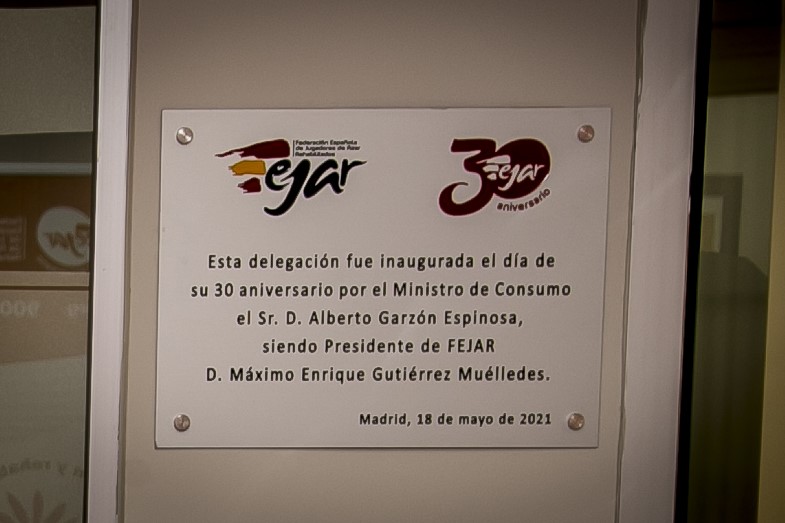 Federación Española
de Jugadores de Azar
Rehabilitados
fejar
30 fejar
aniversario
Esta delegación fue inaugurada el día de
su 30 aniversario por el Ministro de Consumo
el Sr. D. Alberto Garzón Espinosa,
siendo Presidente de FEJAR
D. Máximo Enrique Gutiérrez Muélledes.
Madrid, 18 de mayo de 2021
fejar
900